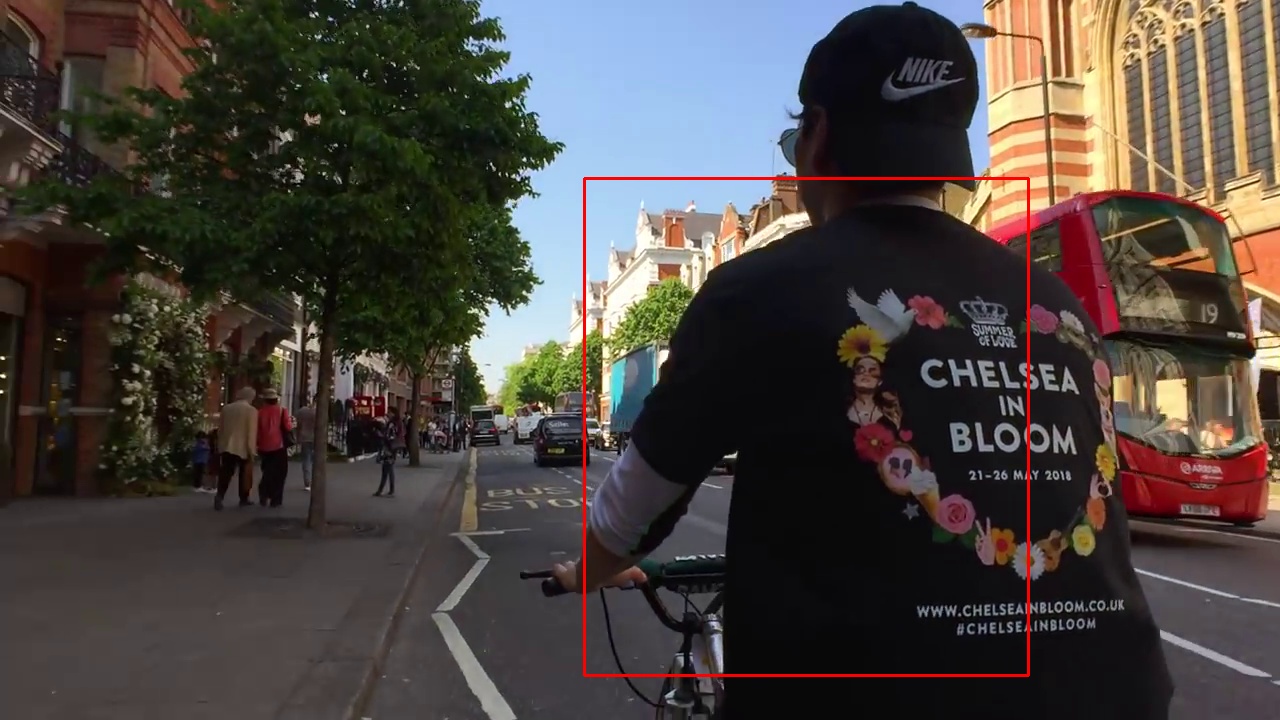 NIKE
19
SUMMER
OF LOVE
CHELSEA
IN
BLOOM
21-26 MAY 2018
ARRIVA
BUS
STOP
WWW.CHELSEAINBLOOM.CO.UK
#CHELSEAINBLOOM